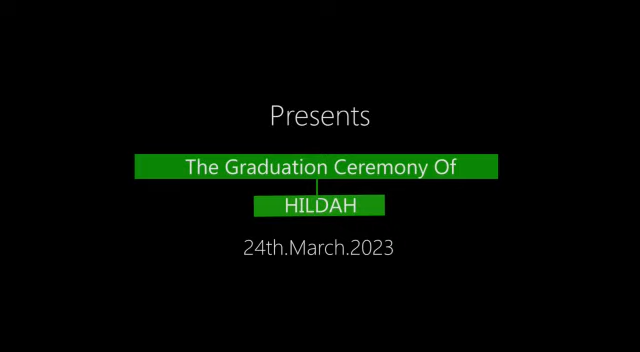 Presents
The Graduation Ceremony Of
HILDAH
24th.March.2023